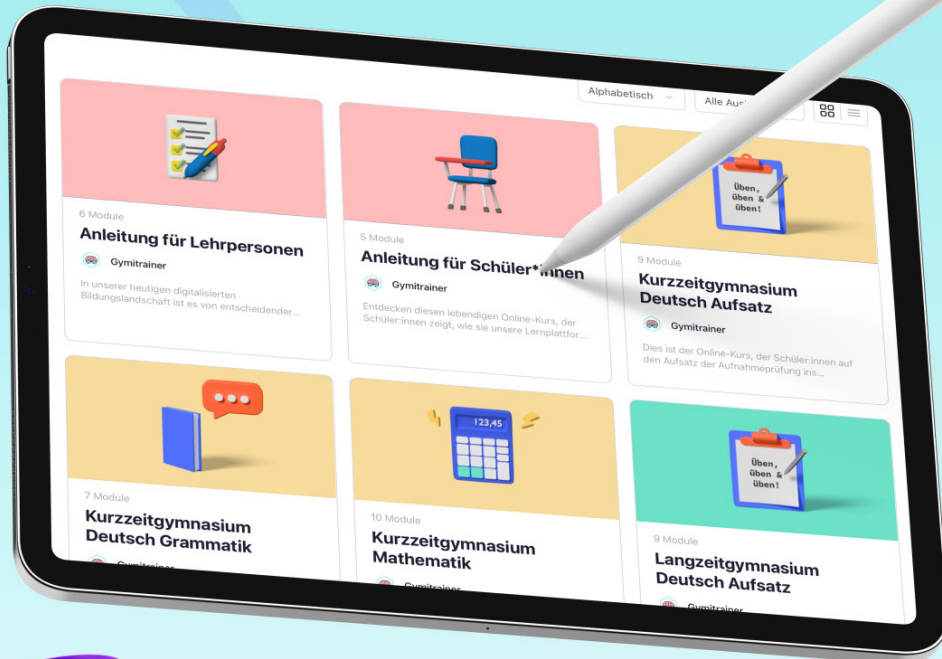 Alphabetisch
Alle
6 Module
Anleitung für Lehrpersonen
Gymitrainer
In unserer heutigen digitalisierten
Bildungslandschaft ist es von entscheidender...
5 Module
Anleitung für Schüler*innen
Gymitrainer
Entdecken diesen lebendigen Online-Kurs, der
Schüler:innen zeigt, wie sie unsere Lernplattfor...
Üben,
üben &
üben!
9 Module
Kurzzeitgymnasium
Deutsch Aufsatz
Gymitrainer
Dies ist der Online-Kurs, der Schüler:innen auf
den Aufsatz der Aufnahmeprüfung ins...
7 Module
Kurzzeitgymnasium
Deutsch Grammatik
Gymitrainer
123,45
10 Module
Kurzzeitgymnasium
Mathematik
Gymitrainer
Üben,
üben &
üben!
9 Module
Langzeitgymnasium
Deutsch Aufsatz
Gymitrainer